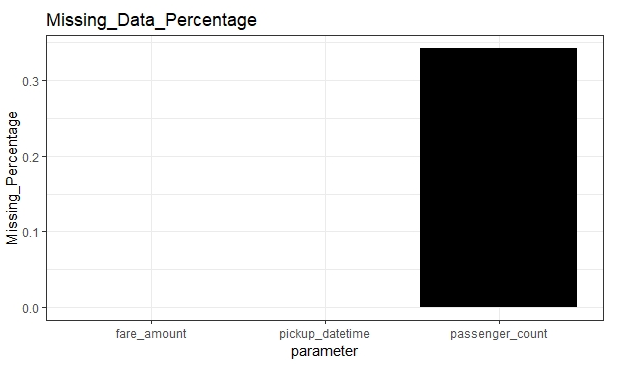 Missing_Data_Percentage
Missing_Percentage
0.3
0.2
0.1
0.0
fare_amount pickup_datetime passenger_count
parameter